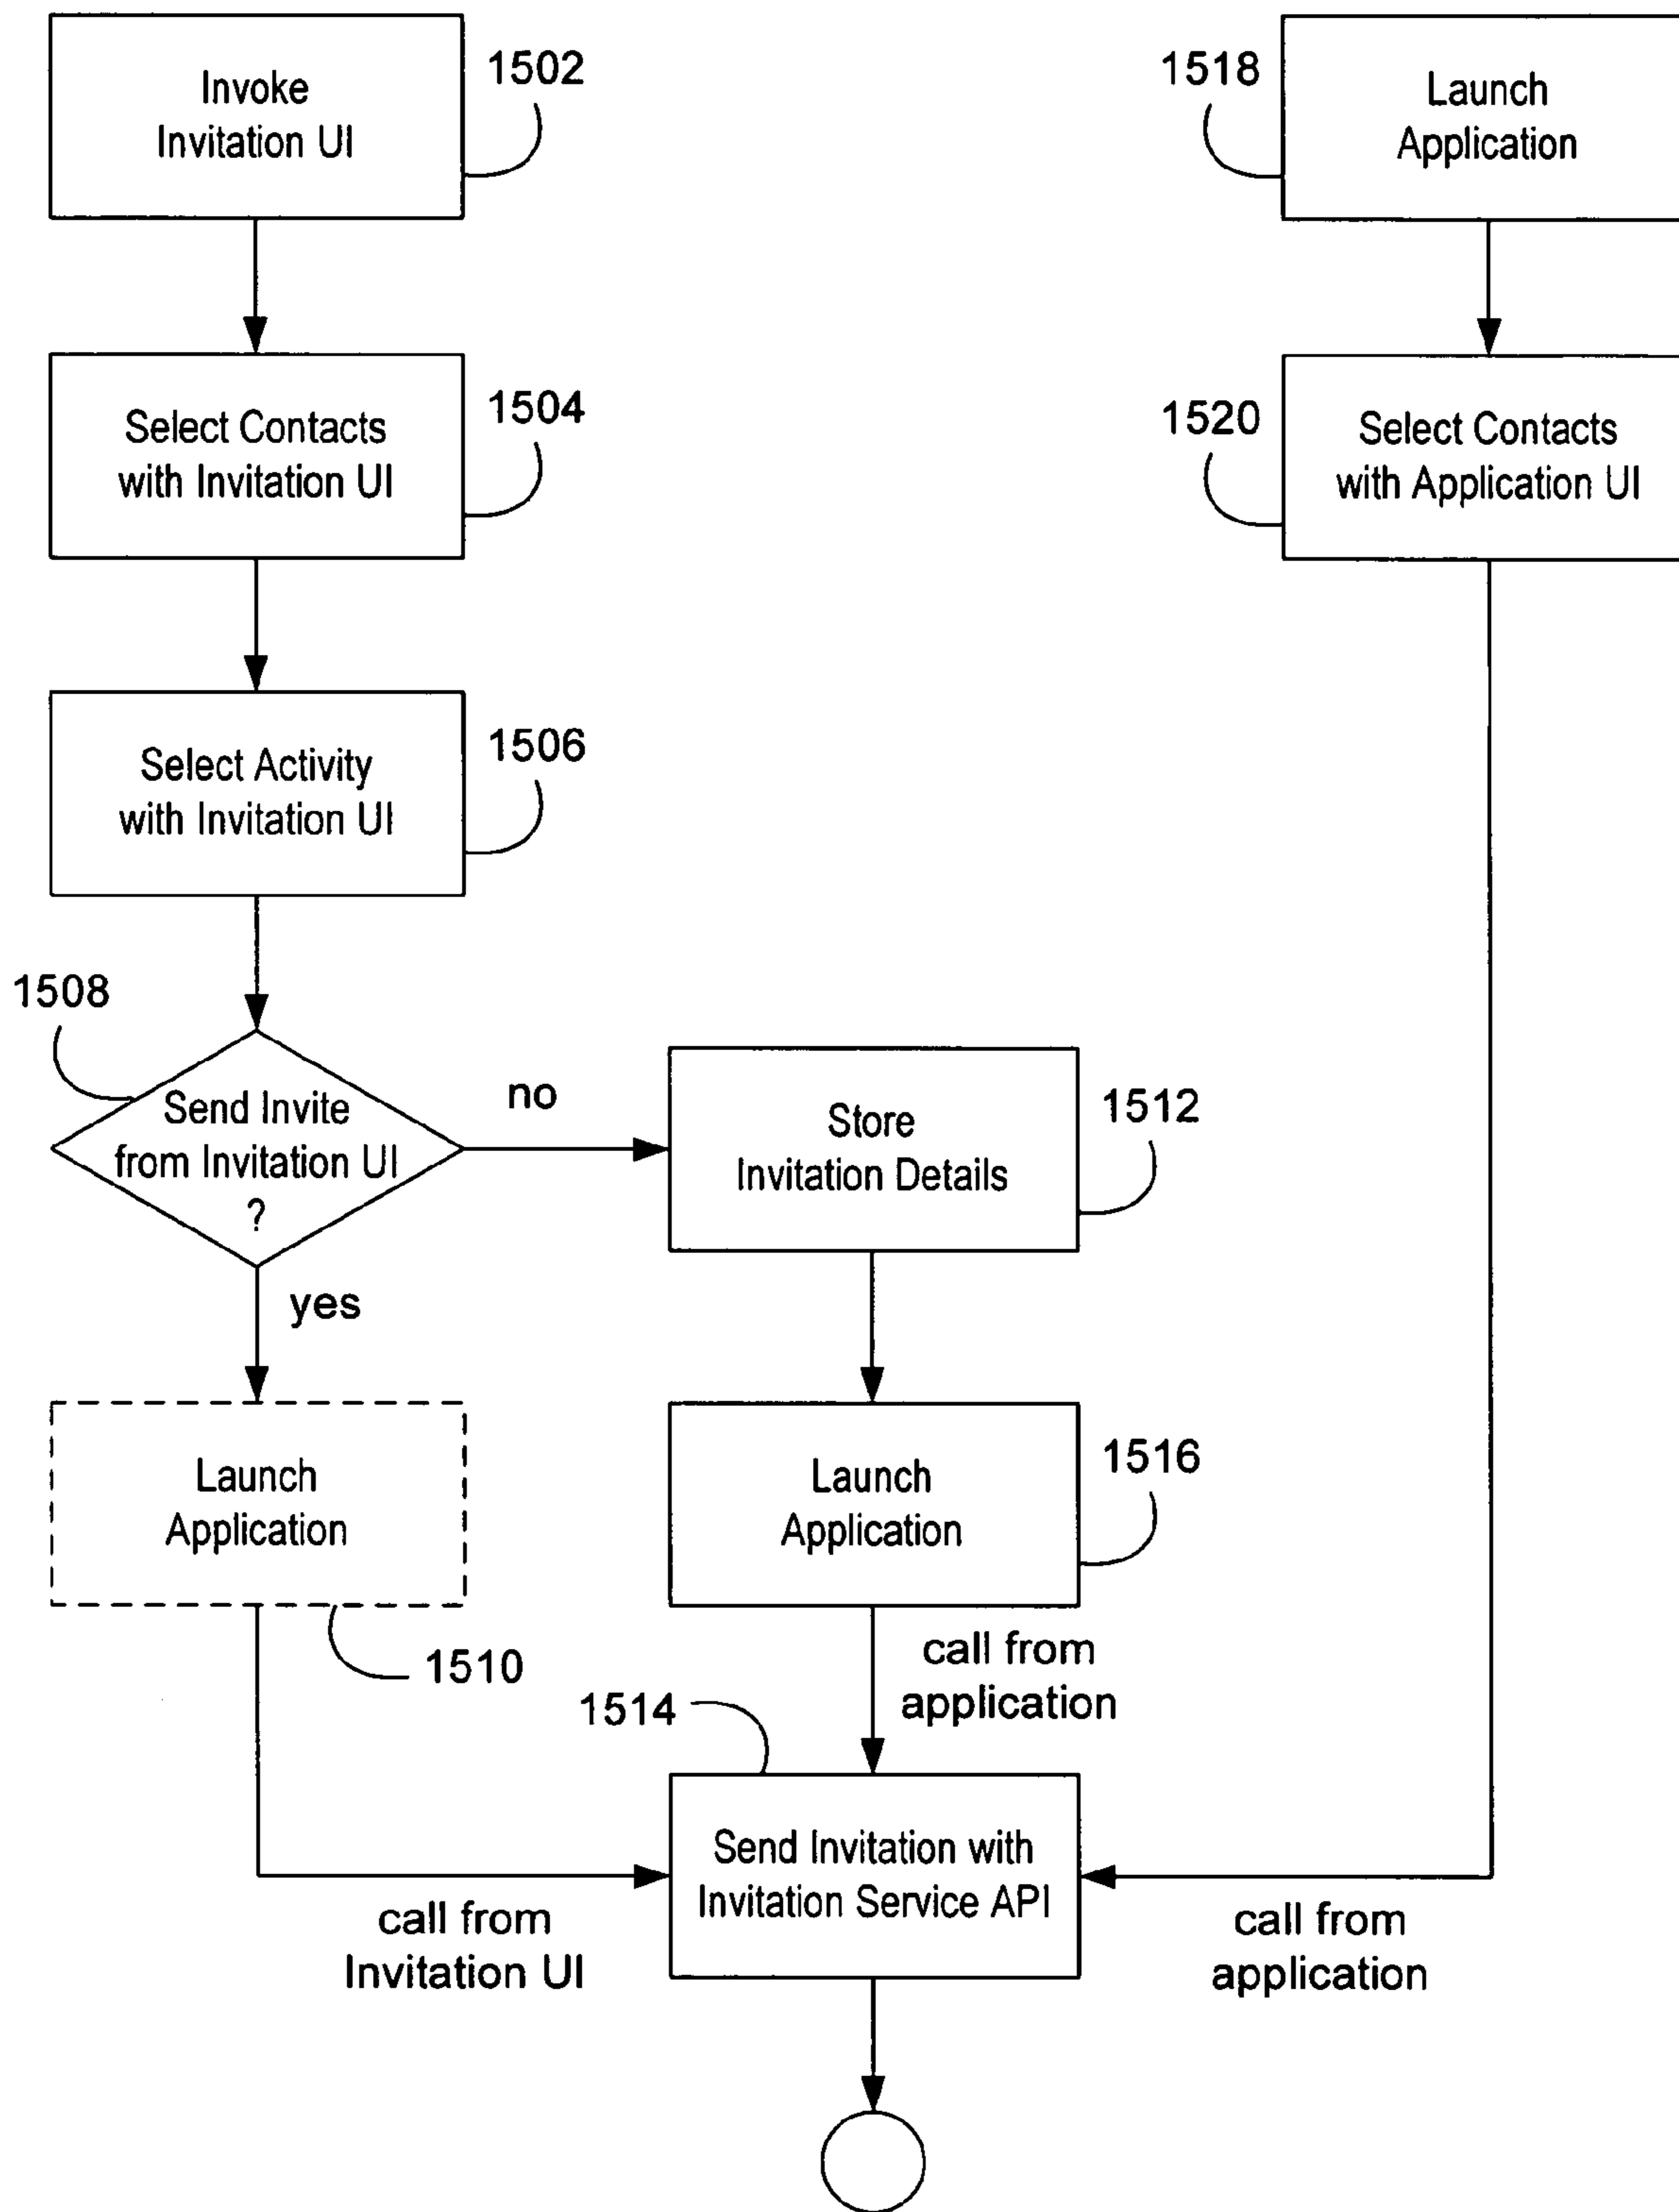 Invoke
Invitation UI
1502
Launch
Application
1518
Select Contacts
with Invitation UI
1504
Select Contacts
with Application UI
1520
Select Activity
with Invitation UI
1506
1508
Send Invite
from Invitation UI
?
no
yes
Store
Invitation Details
1512
Launch
Application
1510
Launch
Application
1516
call from
application
1514
Send Invitation with
Invitation Service API
call from
Invitation UI
call from
application